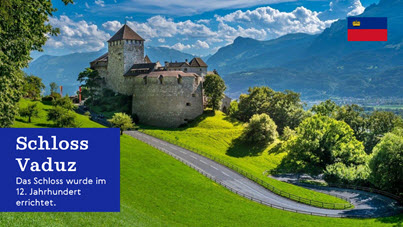 Schloss
Vaduz
Das Schloss wurde im
12. Jahrhundert
errichtet.